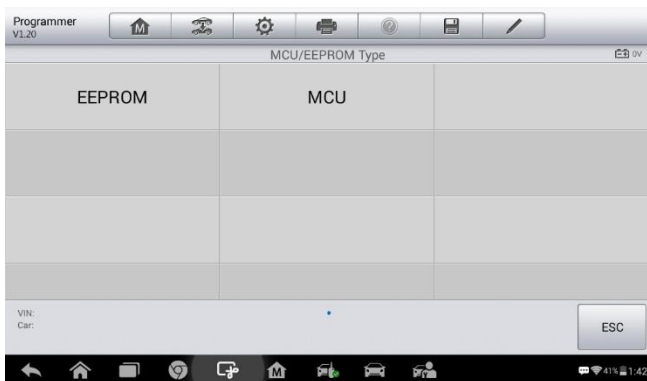 Programmer
V1.20
M
MCU/EEPROM Type
0V
EEPROM
MCU
VIN:
Car:
ESC
M
41%
1:42